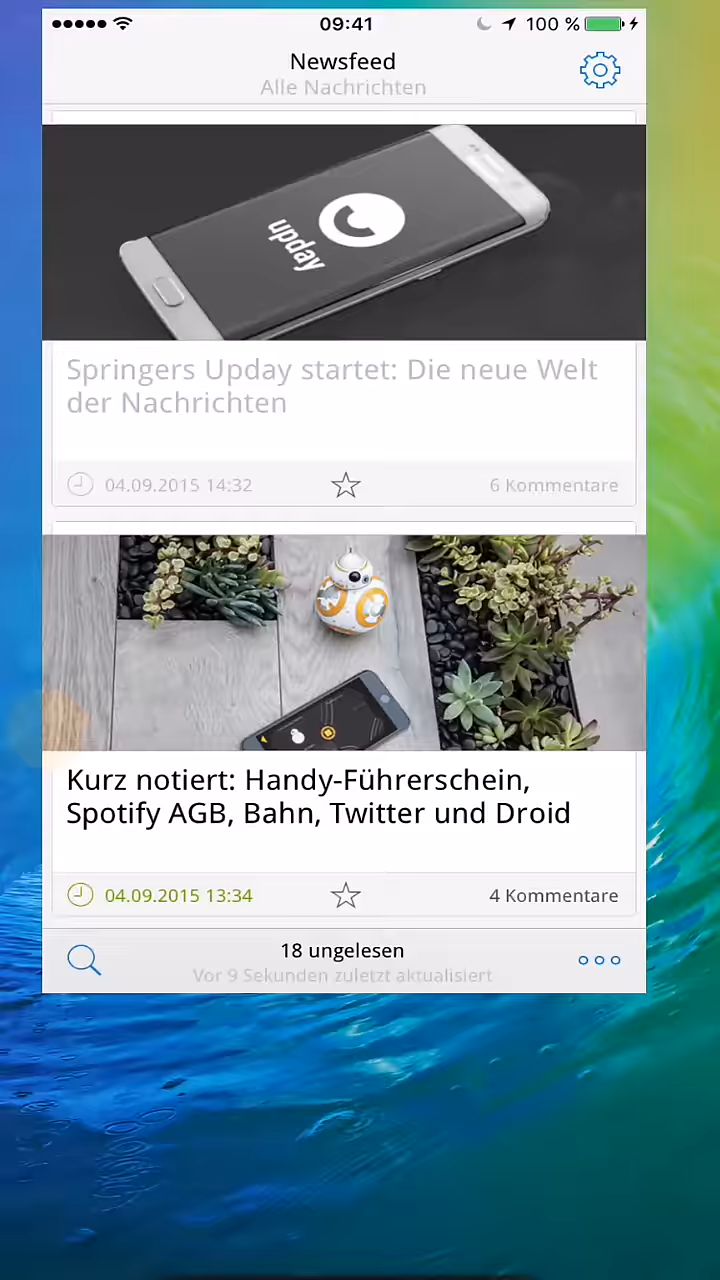 09:41
100 %
Newsfeed
Alle Nachrichten
upday
Springers Upday startet: Die neue Welt
der Nachrichten
04.09.2015 14:32
6 Kommentare
Kurz notiert: Handy-Führerschein,
Spotify AGB, Bahn, Twitter und Droid
04.09.2015 13:34
4 Kommentare
18 ungelesen
Vor 9 Sekunden zuletzt aktualisiert